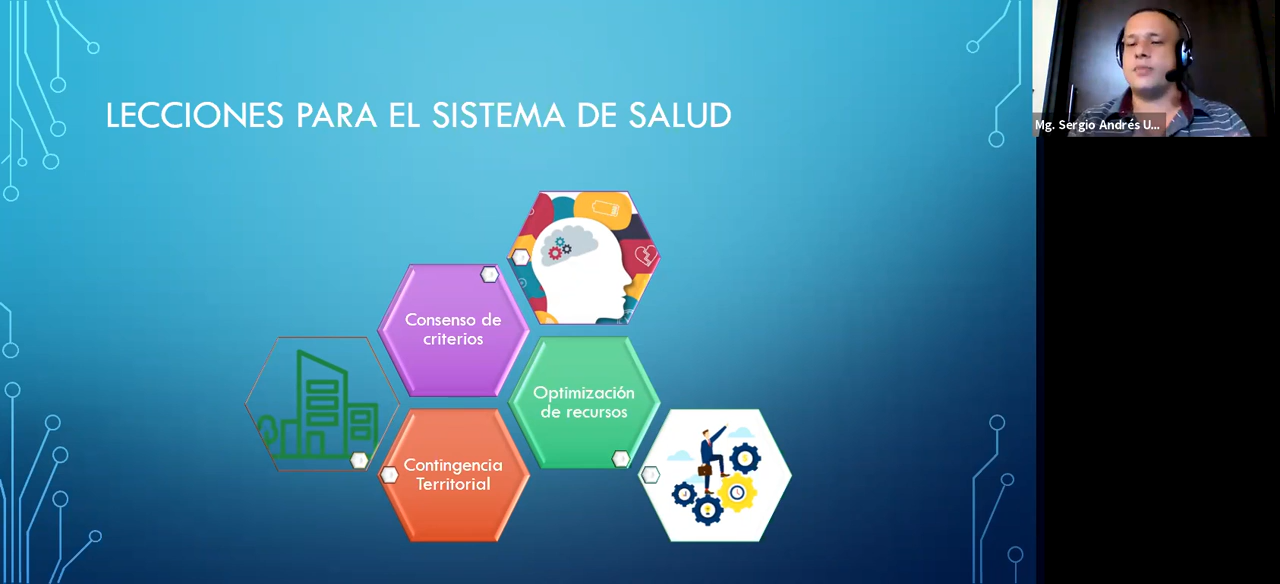 LECCIONES PARA EL SISTEMA DE SALUD
Mg. Sergio Andrés U...
Consenso de
criterios
Optimización
de recursos
Contingencia
Territorial